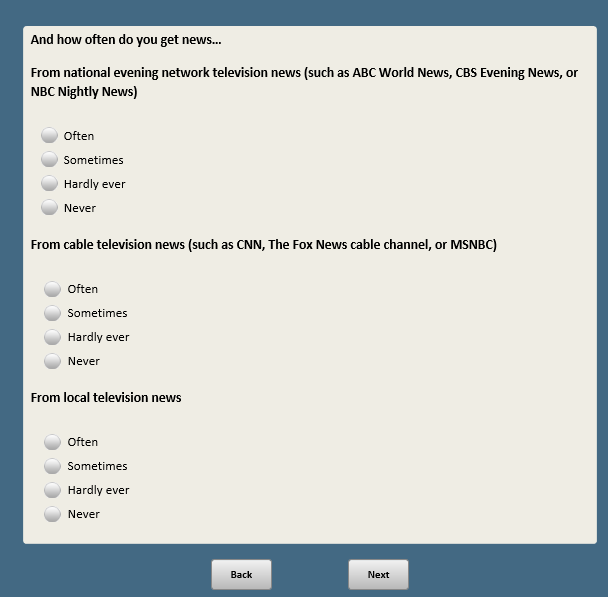 And how often do you get news...
From national evening network television news (such as ABC World News, CBS Evening News, or
NBC Nightly News)
Often
Sometimes
Hardly ever
Never
From cable television news (such as CNN, The Fox News cable channel, or MSNBC)
Often
Sometimes
Hardly ever
Never
From local television news
Often
Sometimes
Hardly ever
Never
Back
Next